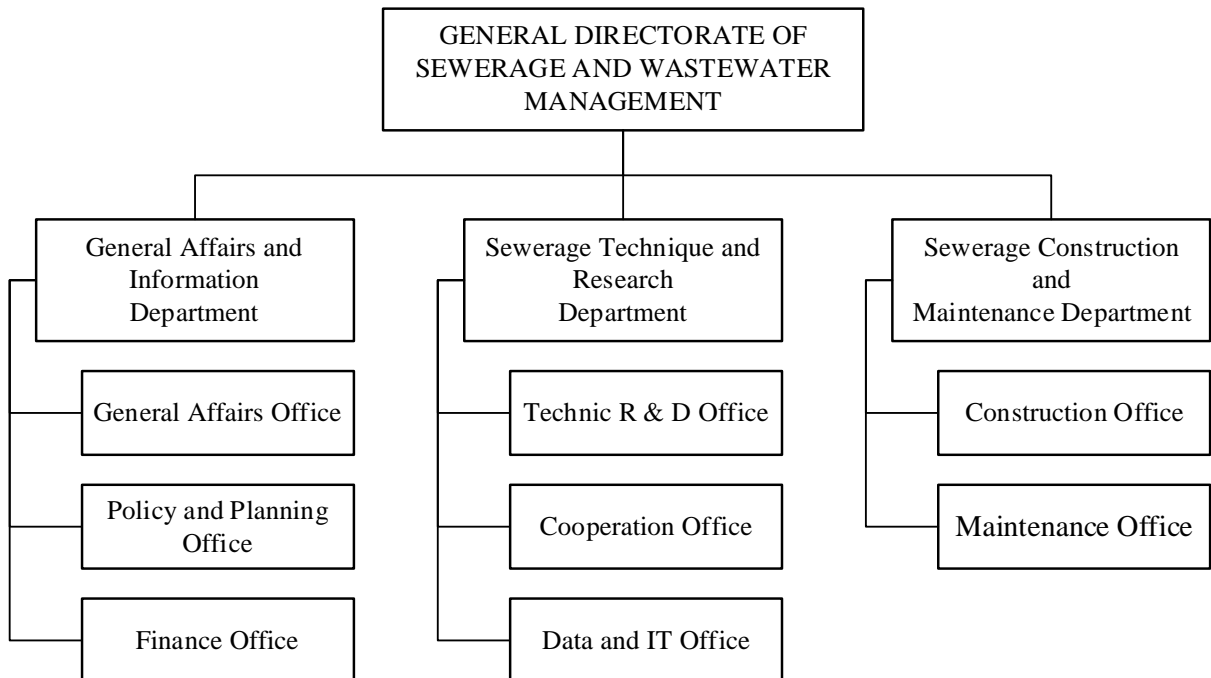 GENERAL DIRECTORATE OF
SEWERAGE AND WASTEWATER
MANAGEMENT
General Affairs and
Information
Department
General Affairs Office
Policy and Planning
Office
Finance Office
Sewerage Technique and
Research
Department
Technic R & D Office
Cooperation Office
Data and IT Office
Sewerage Construction
and
Maintenance Department
Construction Office
Maintenance Office